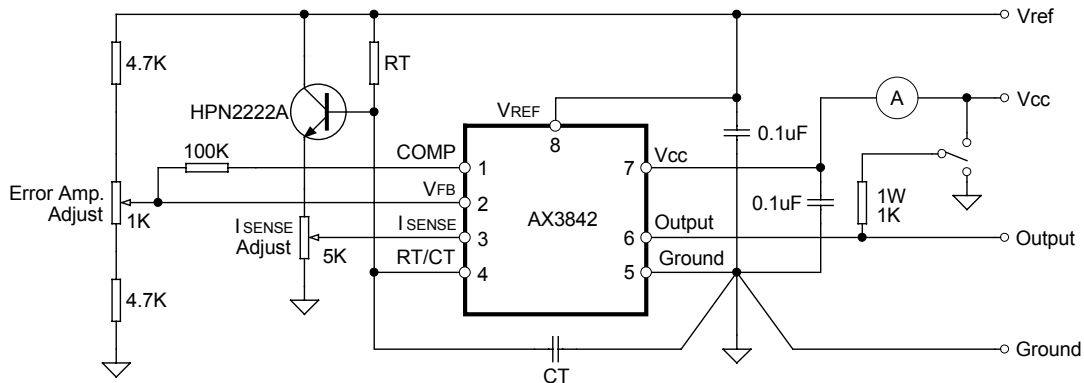 Vref
4.7K
RT
HPN2222A
A
Vcc
VREF
8
0.1uF
100K
COMP
1
7
Vcc
Error Amp.
Adjust
1K
VFB
2
AX3842
0.1uF
1W
1K
ISENSE
Adjust
5K
ISENSE
3
6
Output
Output
RT/CT
4
5
Ground
4.7K
CT
Ground